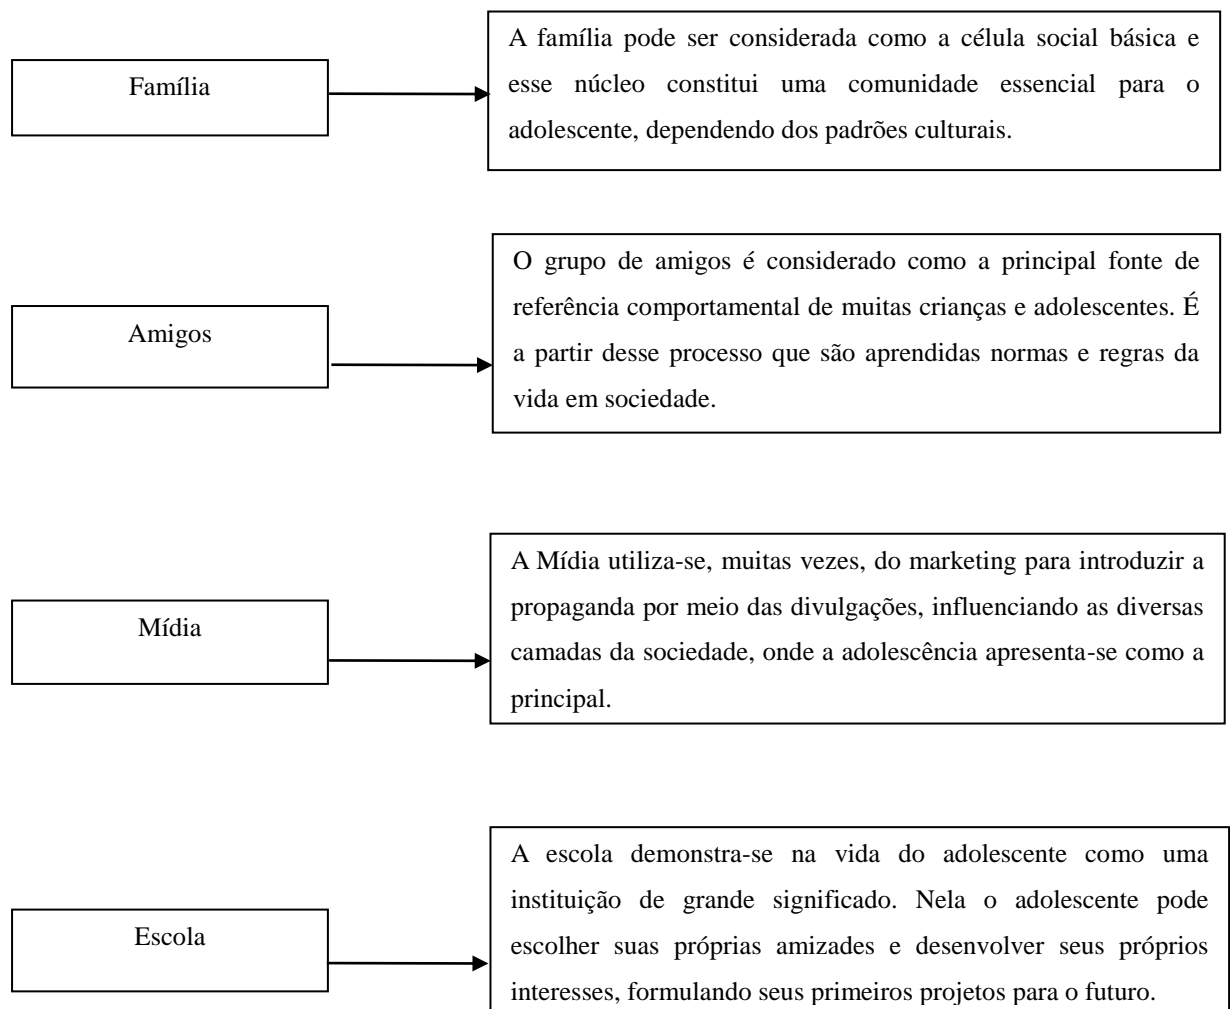 Família
A família pode ser considerada como a célula social básica e
esse núcleo constitui uma comunidade essencial para o
adolescente, dependendo dos padrões culturais.
Amigos
O grupo de amigos é considerado como a principal fonte de
referência comportamental de muitas crianças e adolescentes. É
a partir desse processo que são aprendidas normas e regras da
vida em sociedade.
Mídia
A Mídia utiliza-se, muitas vezes, do marketing para introduzir a
propaganda por meio das divulgações, influenciando as diversas
camadas da sociedade, onde a adolescência apresenta-se como a
principal.
Escola
A escola demonstra-se na vida do adolescente como uma
instituição de grande significado. Nela o adolescente pode
escolher suas próprias amizades e desenvolver seus próprios
interesses, formulando seus primeiros projetos para o futuro.